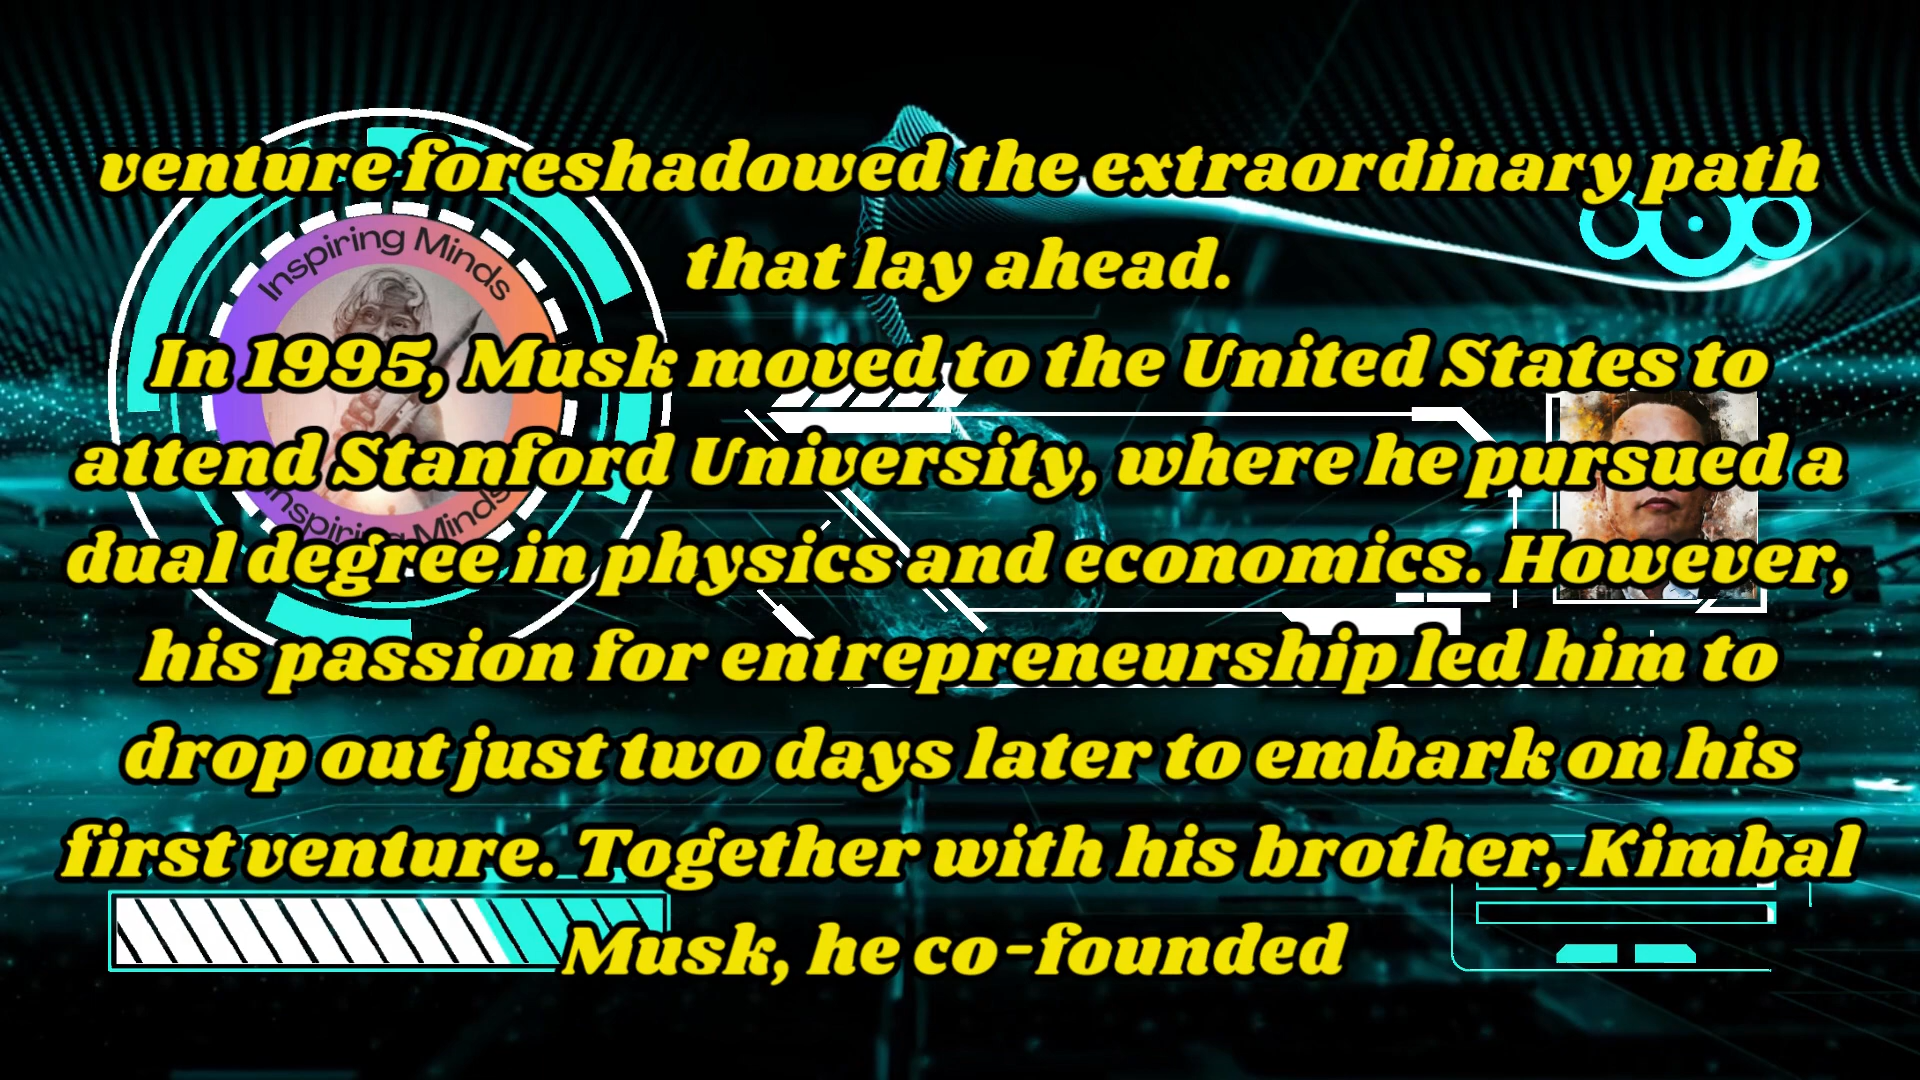 venture foreshadowed the extraordinary path
that lay ahead.
Inspiring Minds
In 1995, Musk moved to the United States to
attend Stanford University, where he pursued a
Inspiring Minds
dual degree in physics and economics. However,
his passion for entrepreneurship led him to
drop out just two days later to embark on his
first venture. Together with his brother, Kimbal
Musk, he co-founded